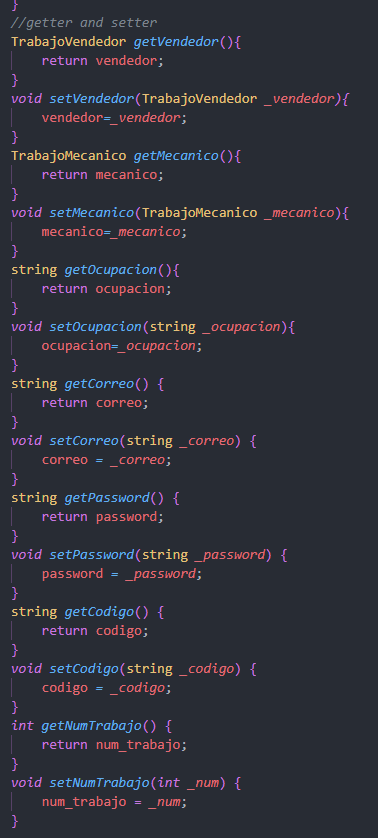 }
//getter and setter
TrabajoVendedor getVendedor(){
    return vendedor;
}
void setVendedor(TrabajoVendedor _vendedor){
    vendedor=_vendedor;
}
TrabajoMecanico getMecanico(){
    return mecanico;
}
void setMecanico(TrabajoMecanico _mecanico){
    mecanico=_mecanico;
}
string getOcupacion(){
    return ocupacion;
}
void setOcupacion(string _ocupacion){
    ocupacion=_ocupacion;
}
string getCorreo() {
    return correo;
}
void setCorreo(string _correo) {
    correo = _correo;
}
string getPassword() {
    return password;
}
void setPassword(string _password) {
    password = _password;
}
string getCodigo() {
    return codigo;
}
void setCodigo(string _codigo) {
    codigo = _codigo;
}
int getNumTrabajo() {
    return num_trabajo;
}
void setNumTrabajo(int _num) {
    num_trabajo = _num;
}